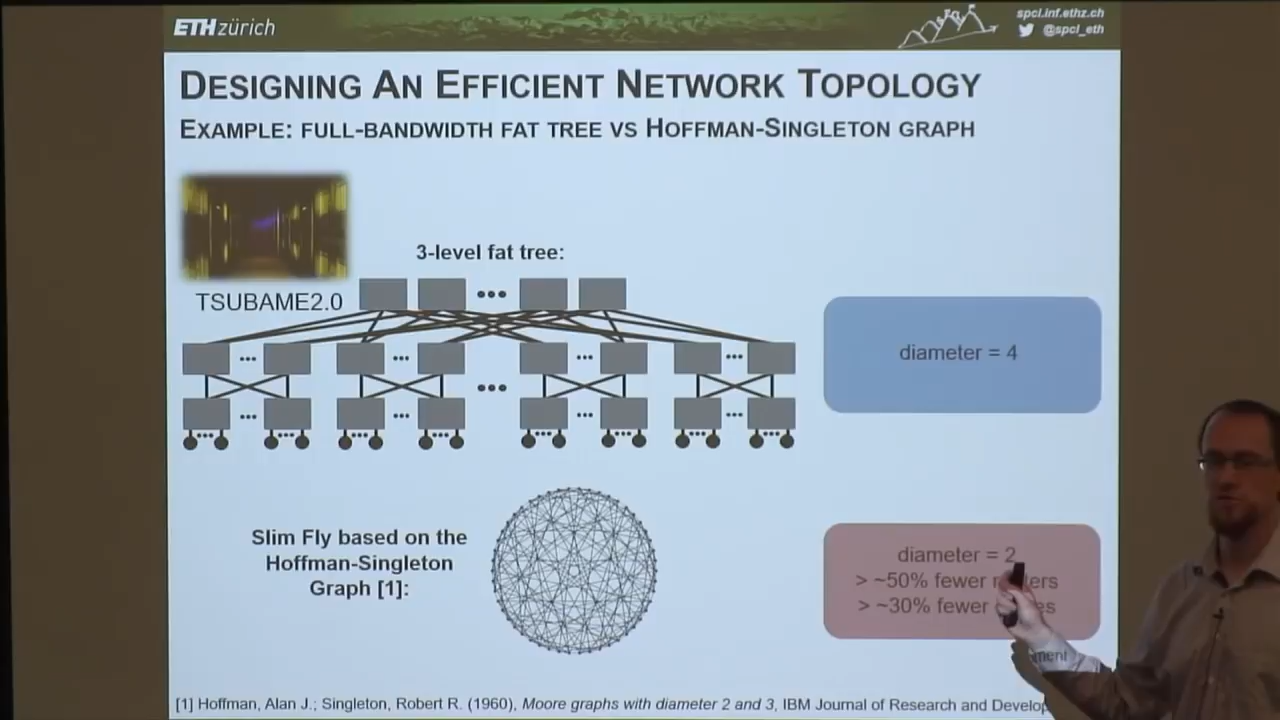 ETH zürich
spcl.inf.ethz.ch
@spcl_eth
DESIGNING AN EFFICIENT NETWORK TOPOLOGY
EXAMPLE: FULL-BANDWIDTH FAT TREE VS HOFFMAN-SINGLETON GRAPH
3-level fat tree:
TSUBAME2.0
diameter = 4
Slim Fly based on the
Hoffman-Singleton
Graph [1]:
diameter = 2
> ~50% fewer
> ~30% fewer
ment
[1] Hoffman, Alan J.; Singleton, Robert R. (1960), Moore graphs with diameter 2 and 3, IBM Journal of Research and Develop